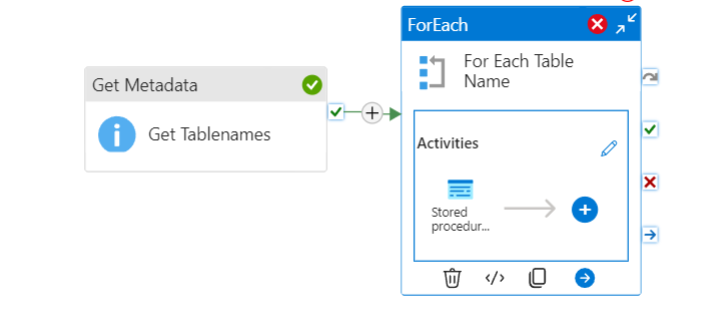 ForEach
Get Metadata
Get Tablenames
For Each Table
Name
Activities
Stored
procedur...